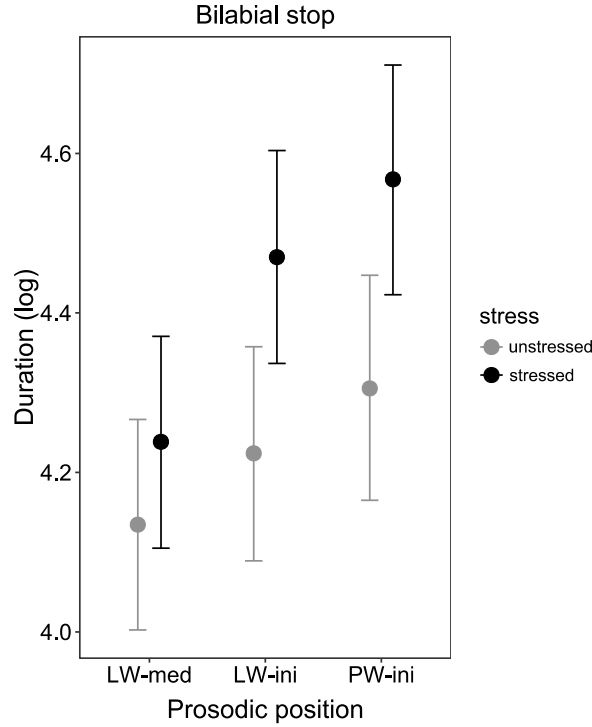 Bilabial stop
Duration (log)
4.6
4.4
4.2
4.0
LW-med LW-ini PW-ini
Prosodic position
stress
unstressed
stressed